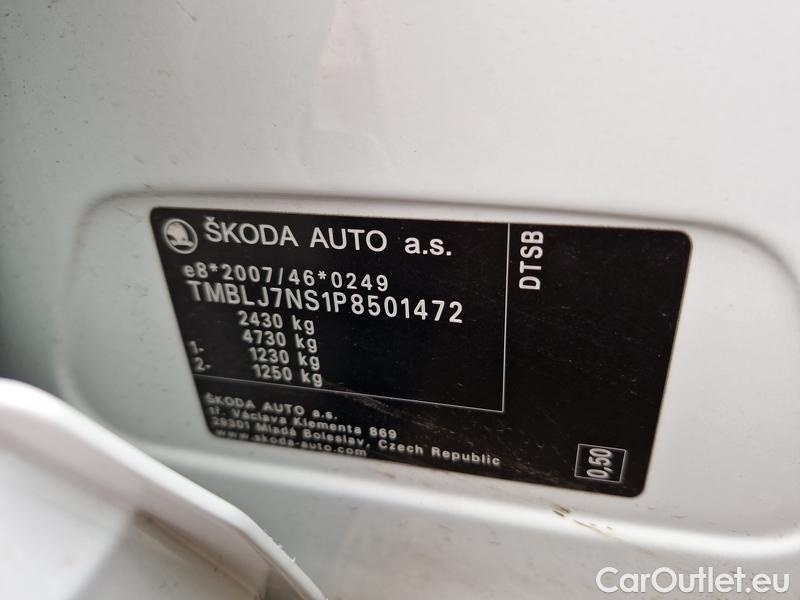 ŠKODA AUTO a.s.
e8*2007/46*0249
TMBLJ7NS1P8501472
2430 kg
4730 kg
1- 1230 kg
2- 1250 kg
DTSB
ŠKODA AUTO a.s.
tř. Václava Klementa 869
29301 Mladá Boleslav, Czech Republic
www.skoda-auto.com
0,50
CarOutlet.eu